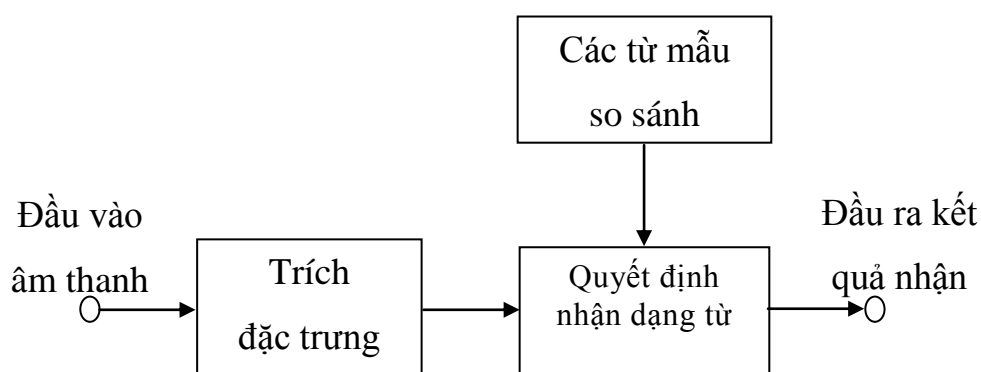 Các từ mẫu
so sánh
Đầu vào
âm thanh
Trích
đặc trưng
Quyết định
nhận dạng từ
Đầu ra kết
quả nhận